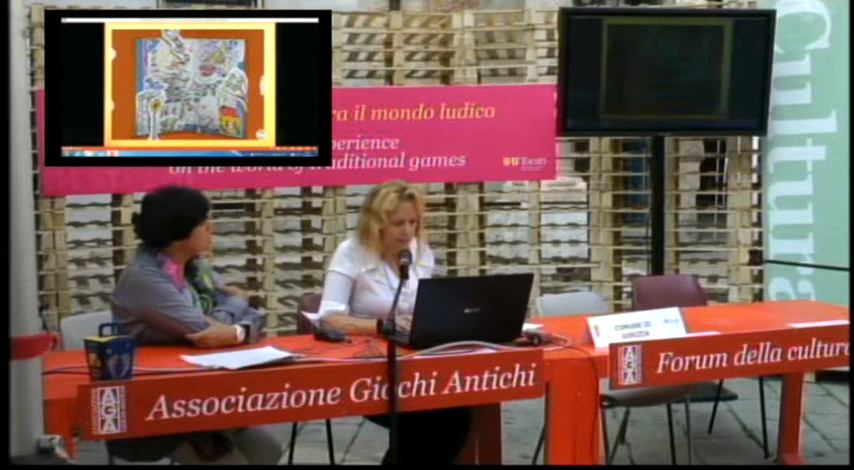 ra il mondo ludico
perience
on the world of traditional games
Cultura
COMUNE DI
Associazione Giochi Antichi
AGA
Forum della cultura
AGA